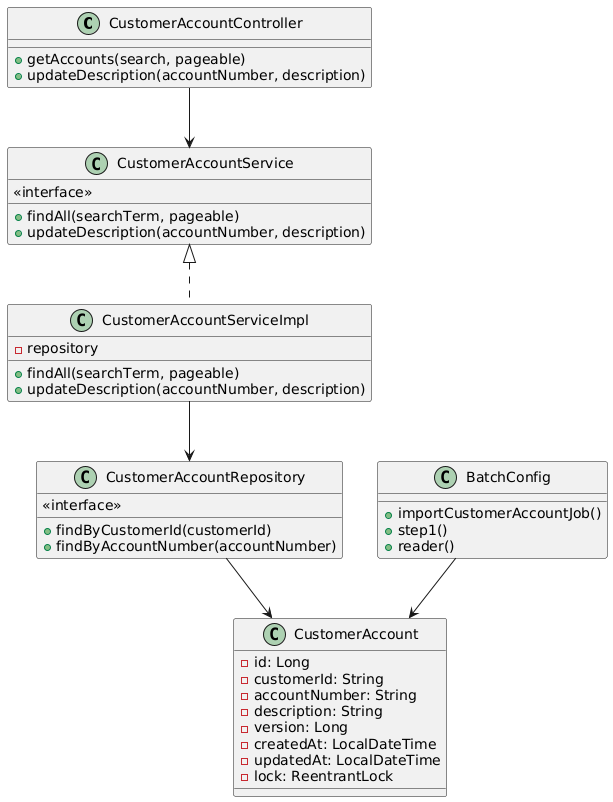 C CustomerAccountController
getAccounts(search, pageable)
updateDescription(accountNumber, description)
C CustomerAccountService
«interface»
findAll(searchTerm, pageable)
updateDescription(accountNumber, description)
C CustomerAccountServiceImpl
repository
findAll(searchTerm, pageable)
updateDescription(accountNumber, description)
C CustomerAccountRepository
«interface»
findByCustomerId(customerId)
findByAccountNumber(accountNumber)
C BatchConfig
importCustomerAccountJob()
step1()
reader()
C CustomerAccount
id: Long
customerId: String
accountNumber: String
description: String
version: Long
createdAt: LocalDateTime
updatedAt: LocalDateTime
lock: ReentrantLock